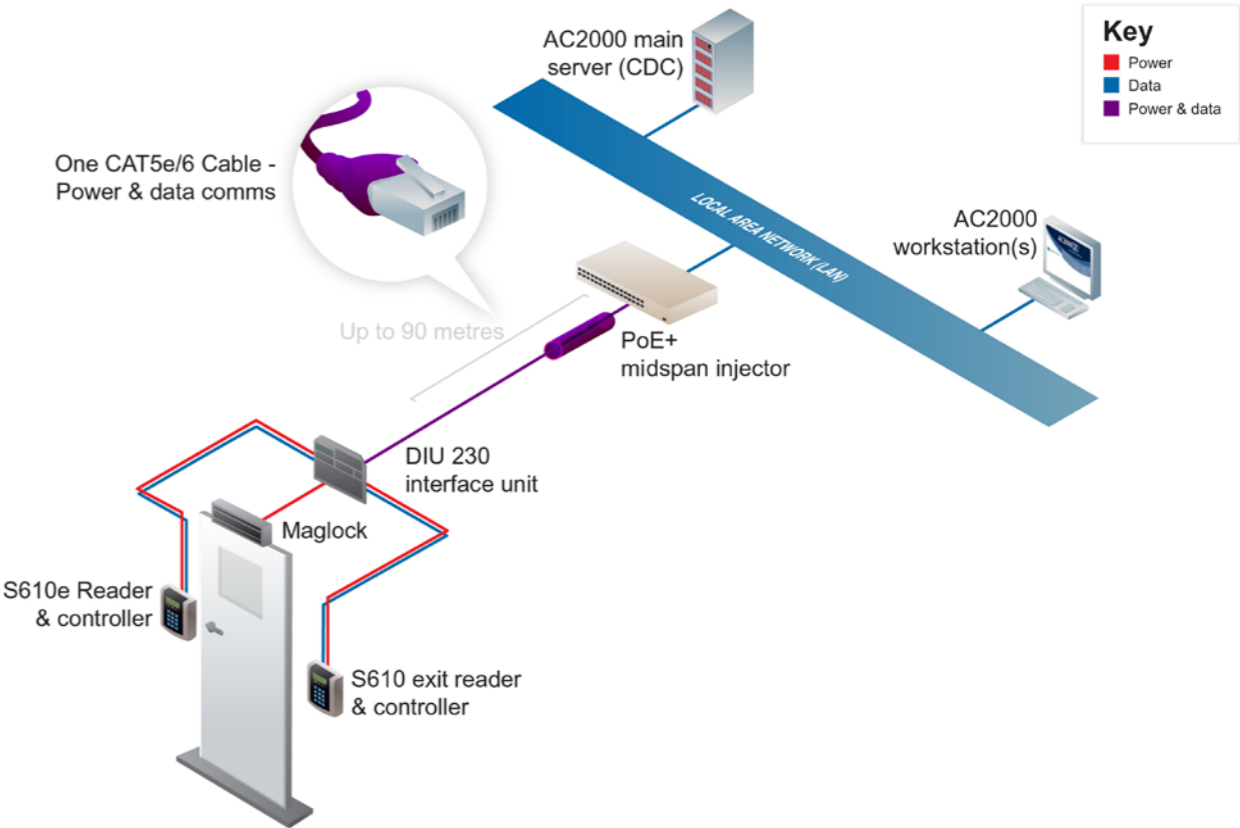 AC2000 main
server (CDC)
Key
Power
Data
Power & data
One CAT5e/6 Cable -
Power & data comms
LOCAL AREA NETWORK (LAN)
AC2000
workstation(s)
Up to 90 metres
PoE+
midspan injector
DIU 230
interface unit
Maglock
S610e Reader
& controller
S610 exit reader
& controller